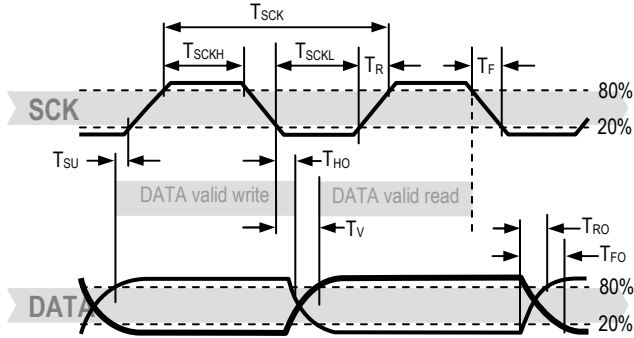 TSCK
TSCKH TSCKL TR TF
80%
SCK
20%
TSU THO
DATA valid write DATA valid read
TV TRO
TFO
80%
DATA
20%